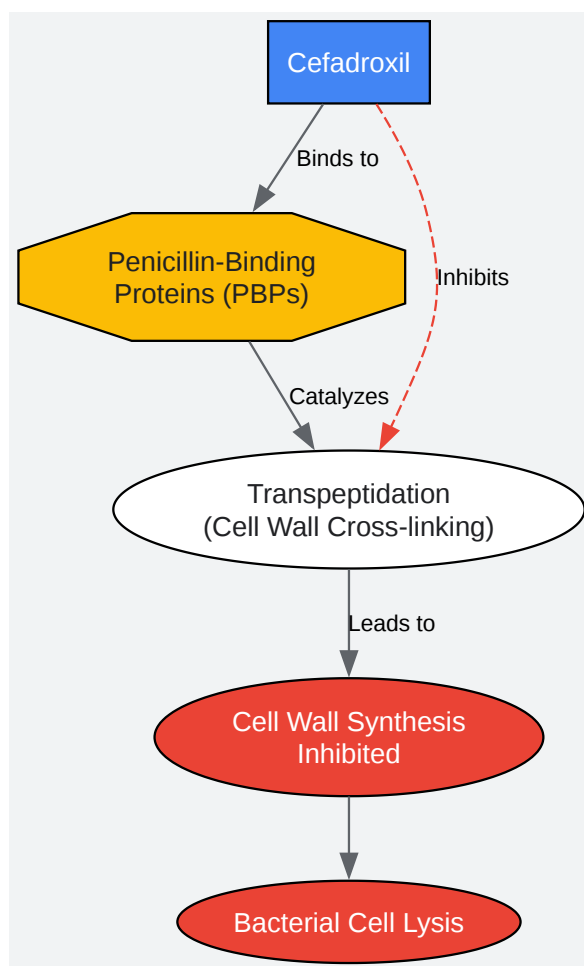 Cefadroxil
Binds to
Penicillin-Binding
Proteins (PBPs)
Inhibits
Catalyzes
Transpeptidation
(Cell Wall Cross-linking)
Leads to
Cell Wall Synthesis
Inhibited
Bacterial Cell Lysis